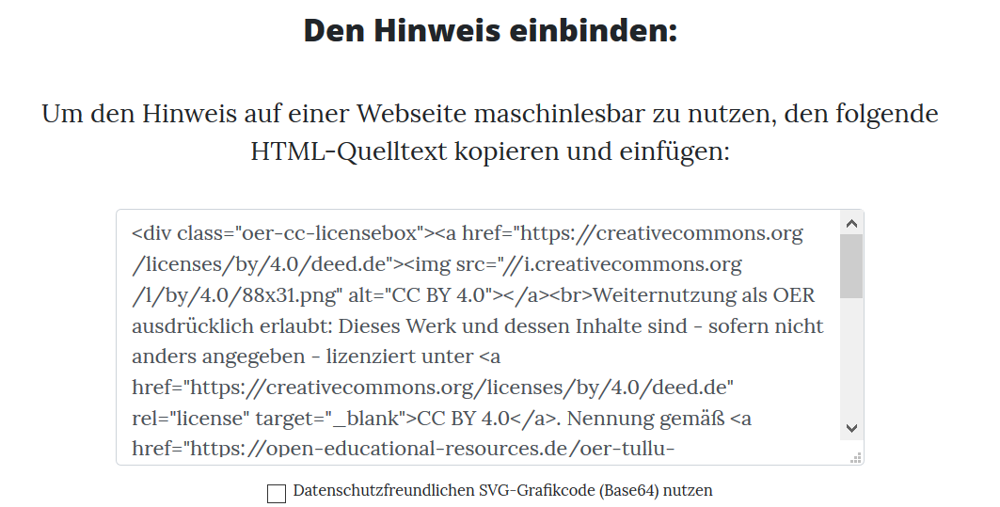 Den Hinweis einbinden:
Um den Hinweis auf einer Webseite maschinlesbar zu nutzen, den folgende
HTML-Quelltext kopieren und einfügen:
<div class="oer-cc-licensebox"><a href="https://creativecommons.org
/licenses/by/4.0/deed.de"><img src="//i.creativecommons.org
/l/by/4.0/88x31.png" alt="CC BY 4.0"></a><br>Weiternutzung als OER
ausdrücklich erlaubt: Dieses Werk und dessen Inhalte sind - sofern nicht
anders angegeben - lizenziert unter <a
href="https://creativecommons.org/licenses/by/4.0/deed.de"
rel="license" target="_blank">CC BY 4.0</a>. Nennung gemäß <a
href="https://open-educational-resources.de/oer-tullu-
Datenschutzfreundlichen SVG-Grafikcode (Base64) nutzen